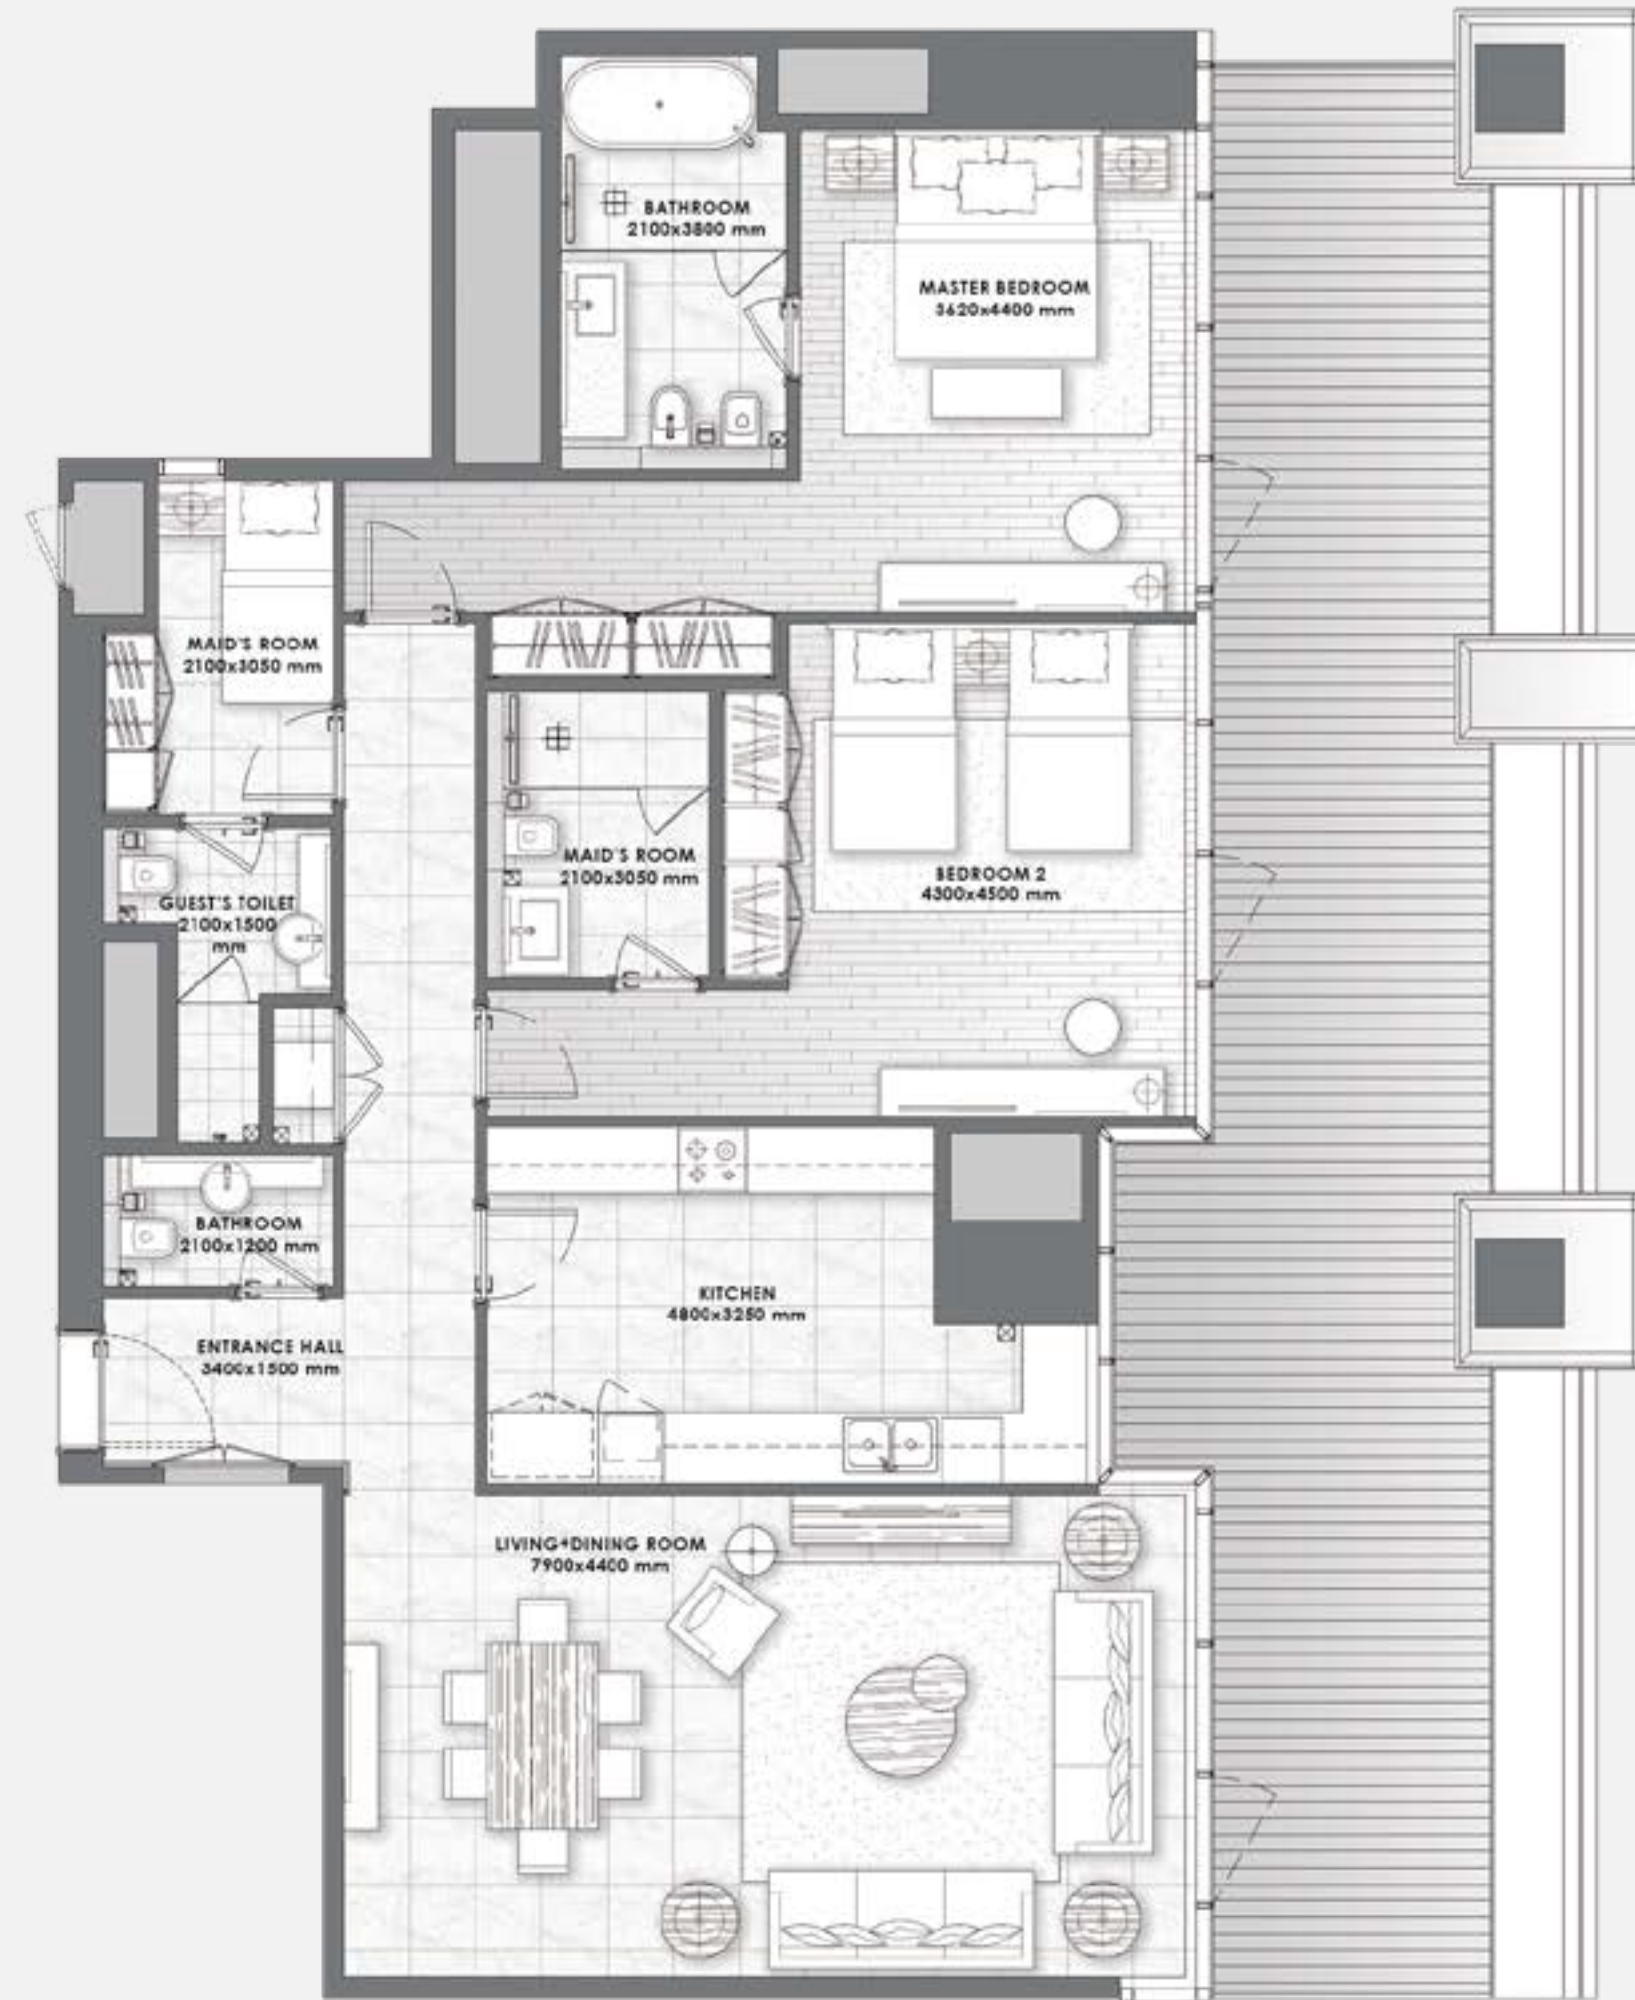 BATHROOM
2100x3800 mm
MASTER BEDROOM
3620x4400 mm
MAID'S ROOM
2100x3050 mm
MAID'S ROOM
2100x3050 mm
BEDROOM 2
4300x4500 mm
GUEST'S TOILET
2100x1500
mm
BATHROOM
2100x1200 mm
KITCHEN
4800x3250 mm
ENTRANCE HALL
3400x1500 mm
LIVING+DINING ROOM
7900x4400 mm